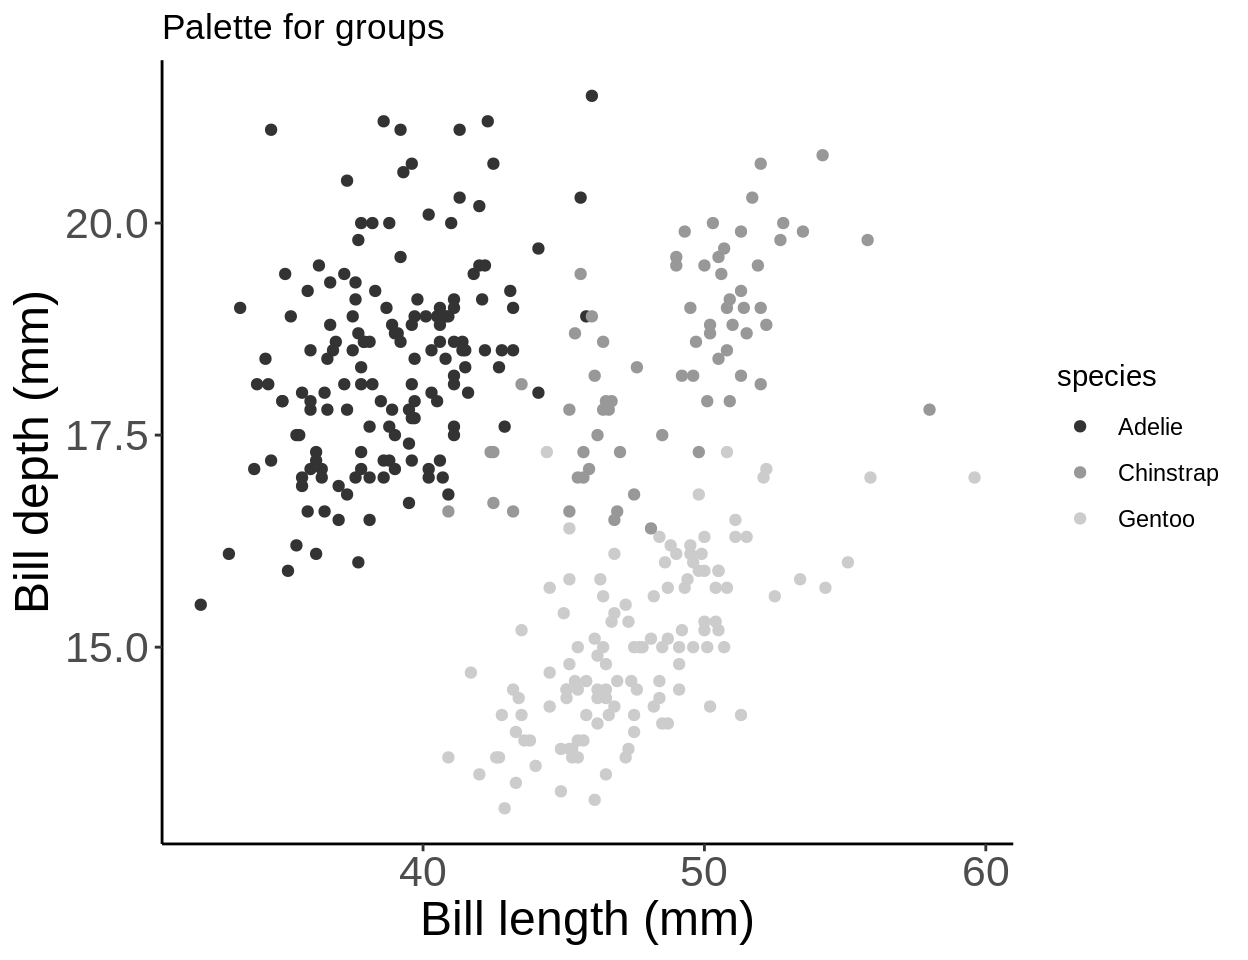 Palette for groups
20.0
17.5
15.0
Bill depth (mm)
40
50
60
Bill length (mm)
species
Adelie
Chinstrap
Gentoo